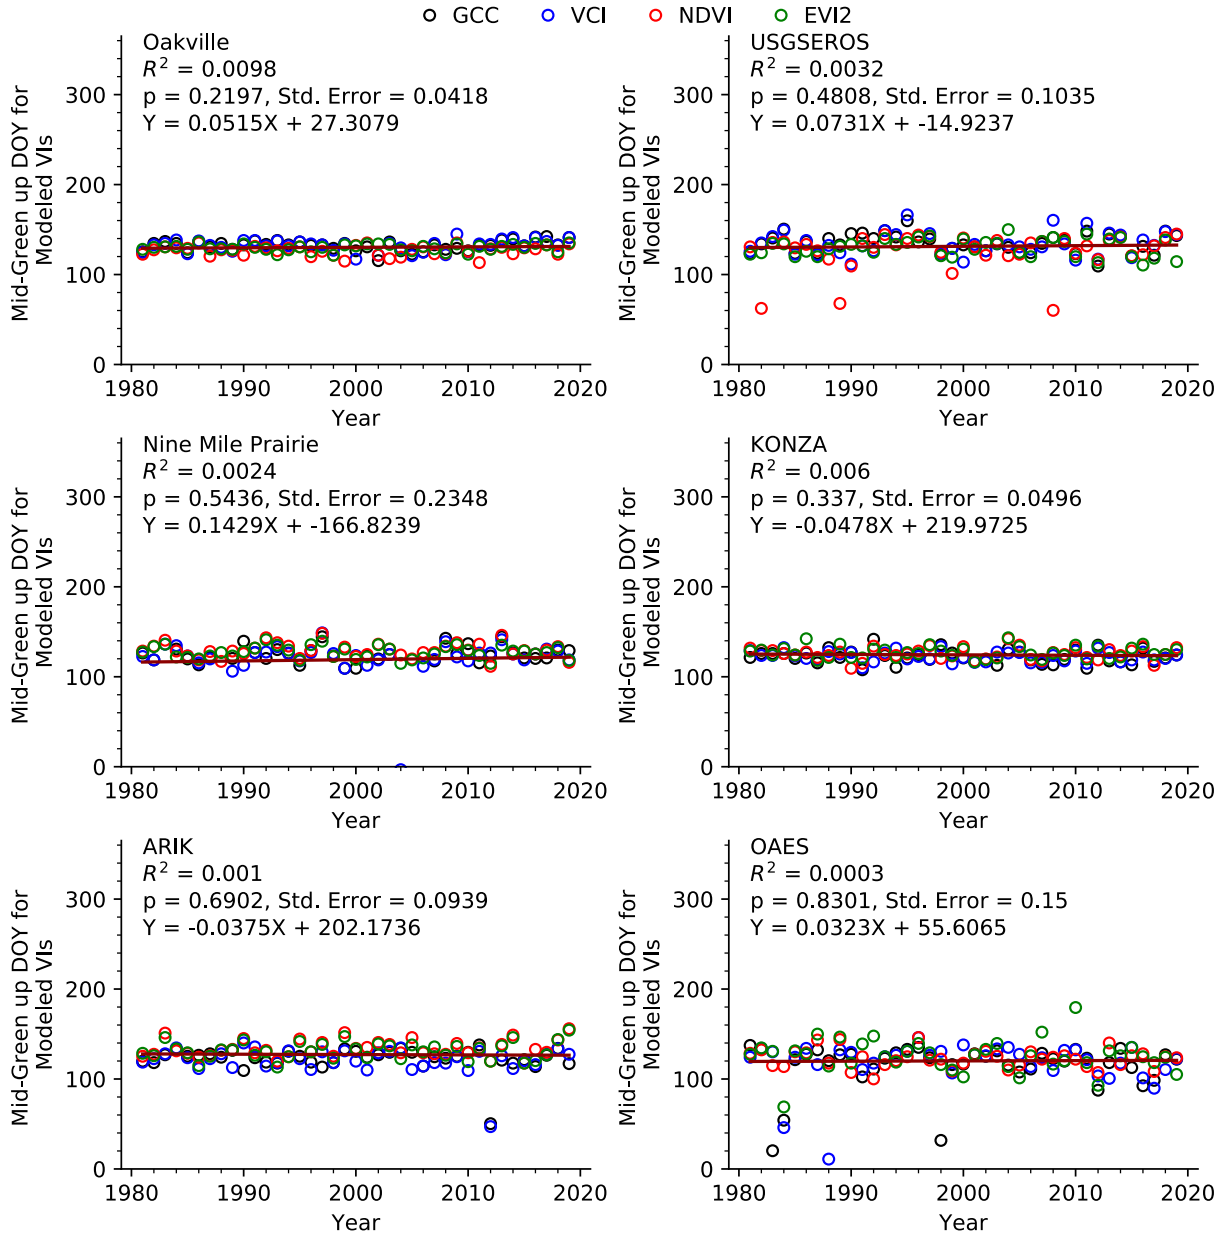 GCC VCI NDVI EVI2
Oakville
R² = 0.0098
p = 0.2197, Std. Error = 0.0418
Y = 0.0515X + 27.3079
Mid-Green up DOY for
Modeled VIs
300
200
100
0
1980 1990 2000 2010 2020
Year
USGSEROS
R² = 0.0032
p = 0.4808, Std. Error = 0.1035
Y = 0.0731X + -14.9237
Mid-Green up DOY for
Modeled VIs
300
200
100
0
1980 1990 2000 2010 2020
Year
Nine Mile Prairie
R² = 0.0024
p = 0.5436, Std. Error = 0.2348
Y = 0.1429X + -166.8239
Mid-Green up DOY for
Modeled VIs
300
200
100
0
1980 1990 2000 2010 2020
Year
KONZA
R² = 0.006
p = 0.337, Std. Error = 0.0496
Y = -0.0478X + 219.9725
Mid-Green up DOY for
Modeled VIs
300
200
100
0
1980 1990 2000 2010 2020
Year
ARIK
R² = 0.001
p = 0.6902, Std. Error = 0.0939
Y = -0.0375X + 202.1736
Mid-Green up DOY for
Modeled VIs
300
200
100
0
1980 1990 2000 2010 2020
Year
OAES
R² = 0.0003
p = 0.8301, Std. Error = 0.15
Y = 0.0323X + 55.6065
Mid-Green up DOY for
Modeled VIs
300
200
100
0
1980 1990 2000 2010 2020
Year